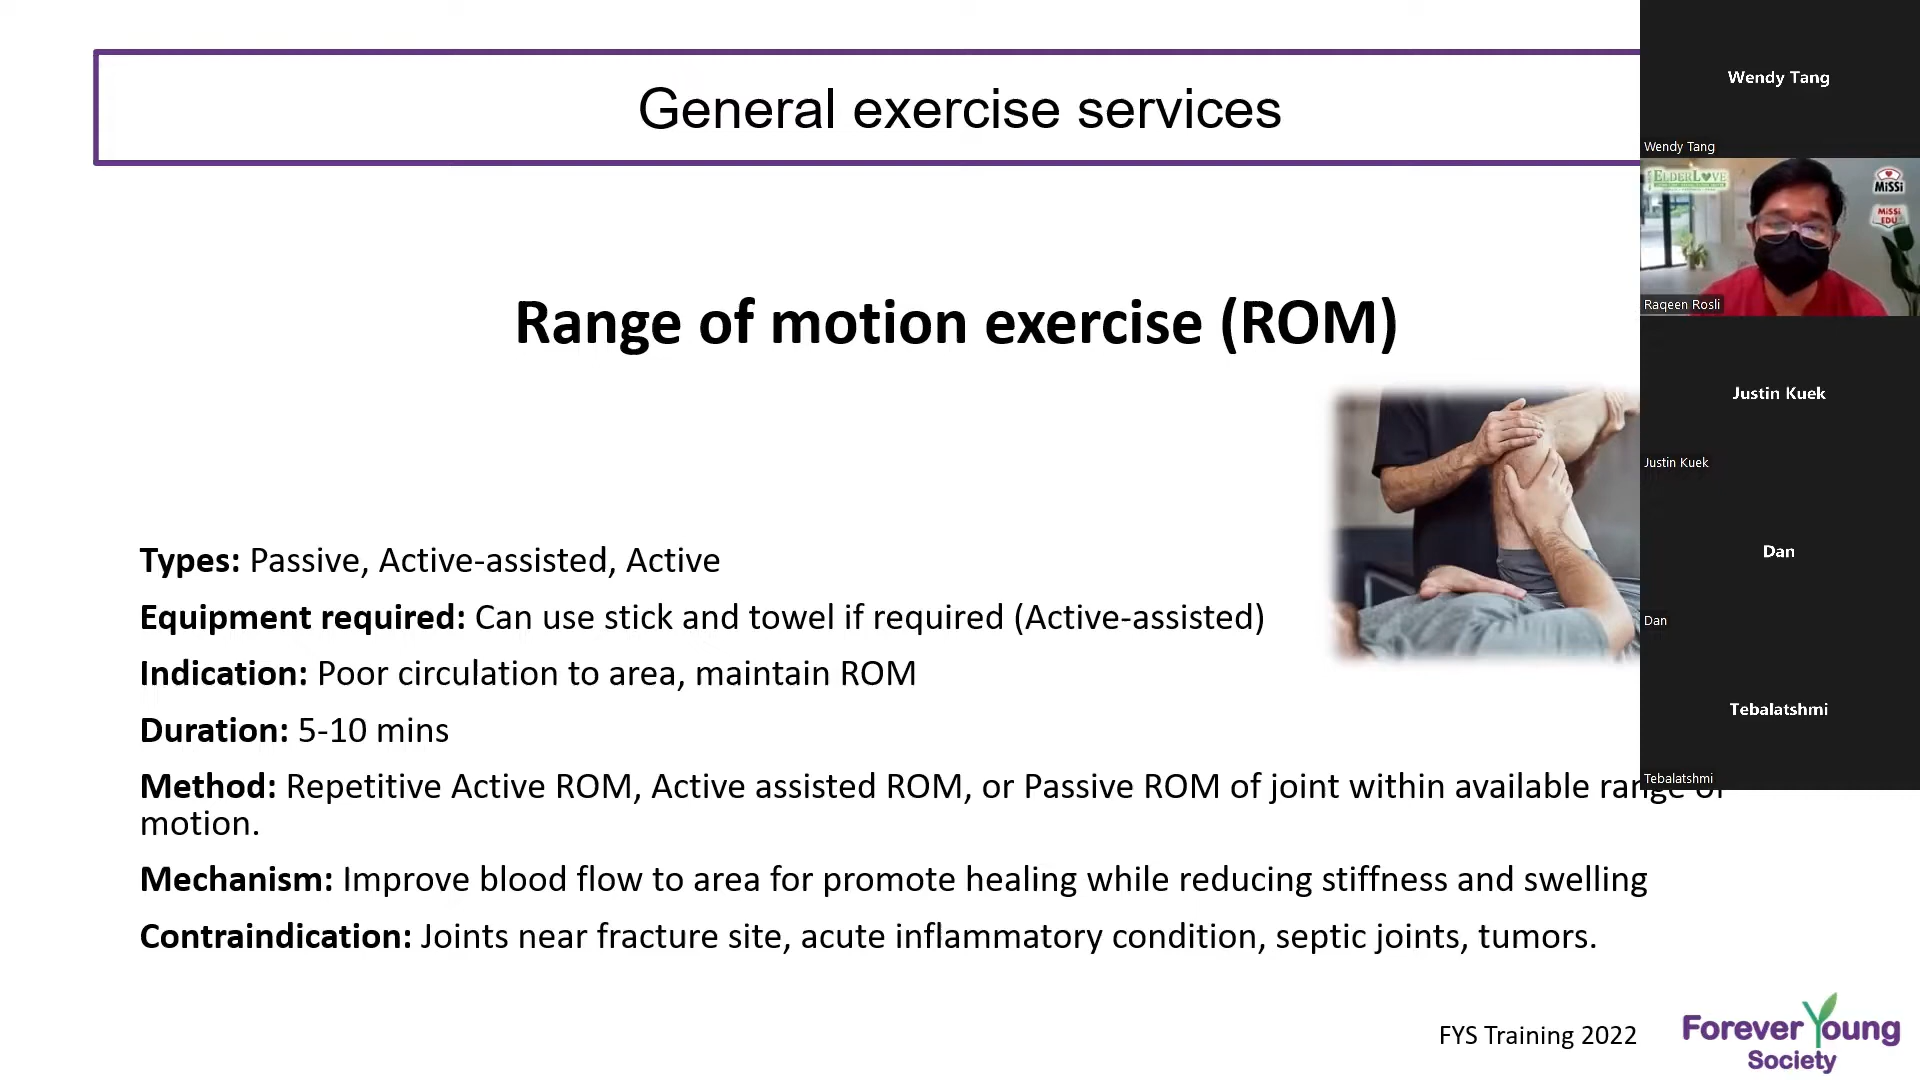 General exercise services
Range of motion exercise (ROM)
Types: Passive, Active-assisted, Active
Equipment required: Can use stick and towel if required (Active-assisted)
Indication: Poor circulation to area, maintain ROM
Duration: 5-10 mins
Method: Repetitive Active ROM, Active assisted ROM, or Passive ROM of joint within available range of
motion.
Mechanism: Improve blood flow to area for promote healing while reducing stiffness and swelling
Contraindication: Joints near fracture site, acute inflammatory condition, septic joints, tumors.
FYS Training 2022
Forever Young
Society
Wendy Tang
Wendy Tang
ELDERLOVE
MiSSi
MiSSi
EDU
Raqeen Rosli
Justin Kuek
Justin Kuek
Dan
Dan
Tebalatshmi
Tebalatshmi